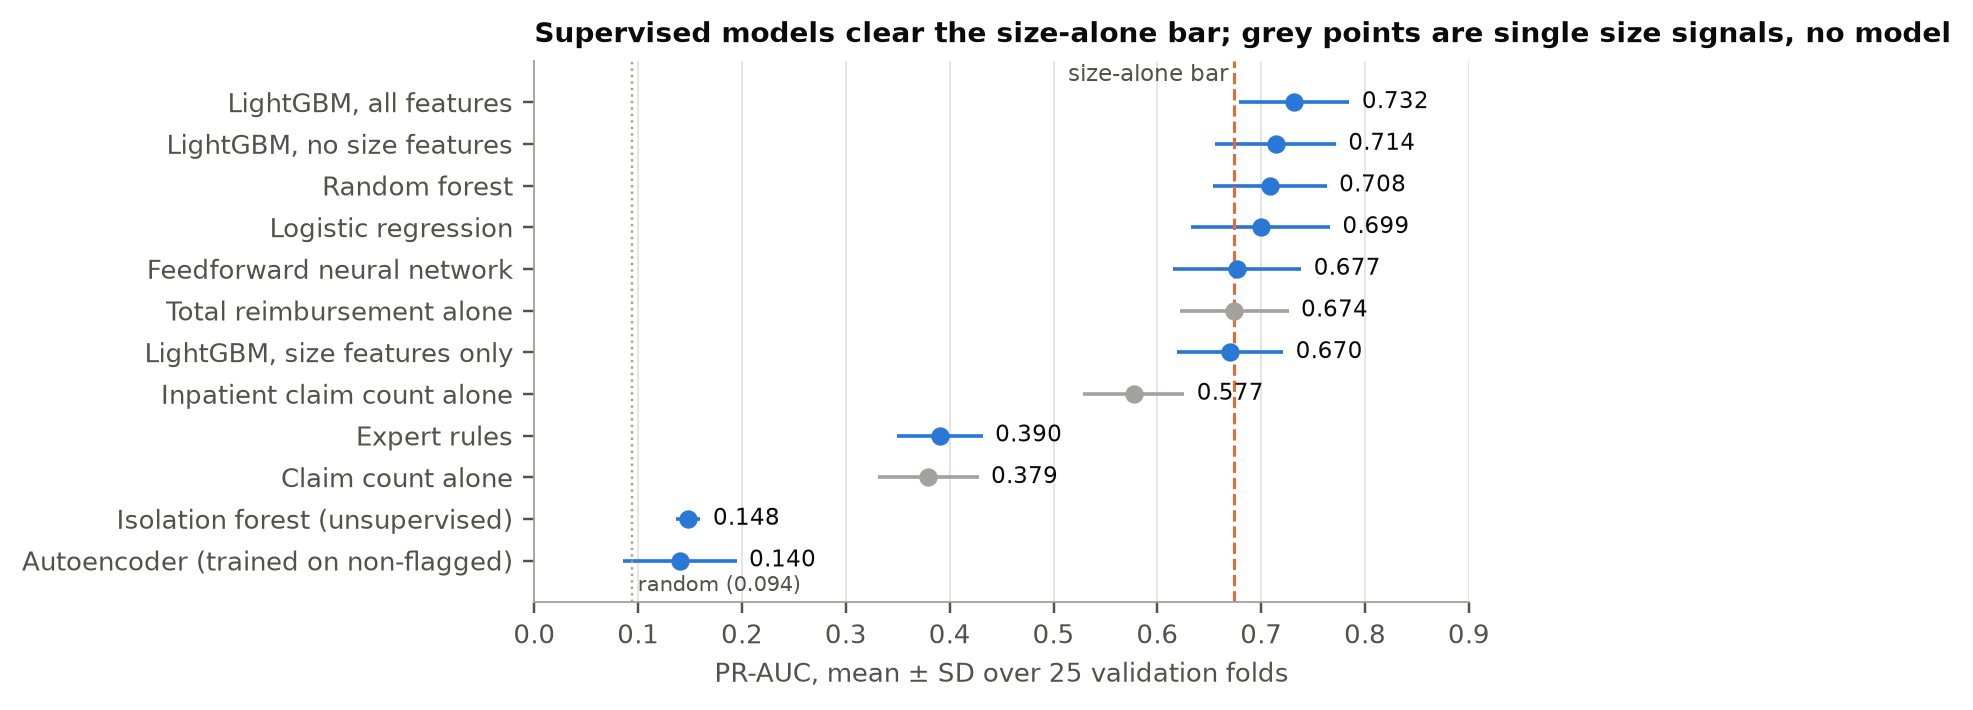 Supervised models clear the size-alone bar; grey points are single size signals, no model
size-alone bar
LightGBM, all features 0.732
LightGBM, no size features 0.714
Random forest 0.708
Logistic regression 0.699
Feedforward neural network 0.677
Total reimbursement alone 0.674
LightGBM, size features only 0.670
Inpatient claim count alone 0.577
Expert rules 0.390
Claim count alone 0.379
Isolation forest (unsupervised) 0.148
Autoencoder (trained on non-flagged) 0.140
random (0.094)
0.0 0.1 0.2 0.3 0.4 0.5 0.6 0.7 0.8 0.9
PR-AUC, mean ± SD over 25 validation folds